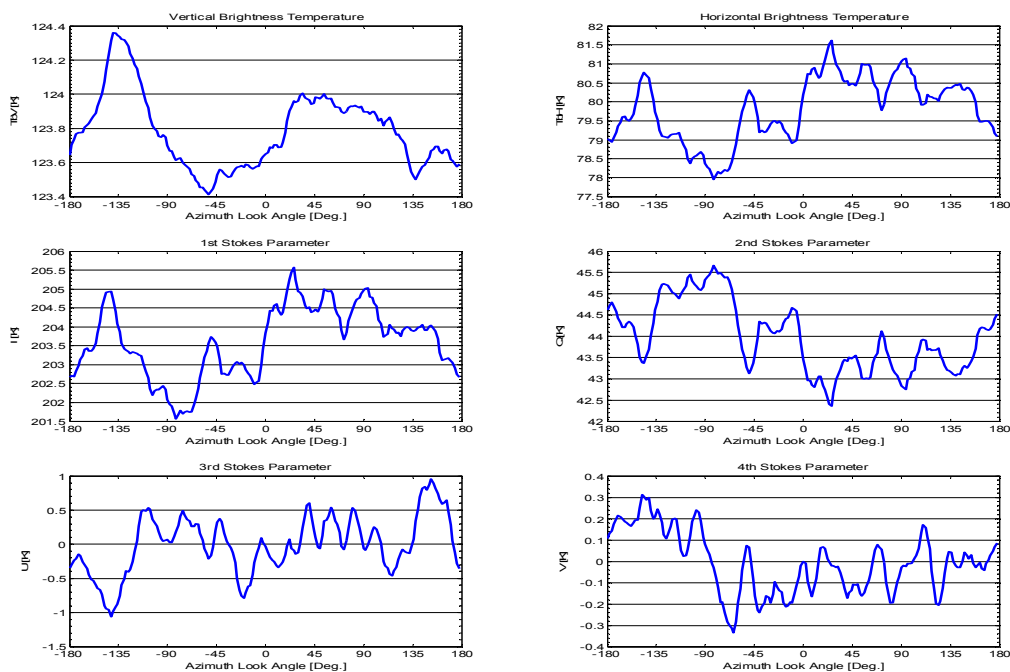 Vertical Brightness Temperature
124.4
124.2
124
123.8
123.6
123.4
TBV[K]
-180 -135 -90 -45 0 45 90 135 180
Azimuth Look Angle [Deg.]
Horizontal Brightness Temperature
82
81.5
81
80.5
80
79.5
79
78.5
78
77.5
TBH[K]
-180 -135 -90 -45 0 45 90 135 180
Azimuth Look Angle [Deg.]
1st Stokes Parameter
206
205.5
205
204.5
204
203.5
203
202.5
202
201.5
I [K]
-180 -135 -90 -45 0 45 90 135 180
Azimuth Look Angle [Deg.]
2nd Stokes Parameter
46
45.5
45
44.5
44
43.5
43
42.5
42
Q[K]
-180 -135 -90 -45 0 45 90 135 180
Azimuth Look Angle [Deg.]
3rd Stokes Parameter
1
0.5
0
-0.5
-1
-1.5
U[K]
-180 -135 -90 -45 0 45 90 135 180
Azimuth Look Angle [Deg.]
4th Stokes Parameter
0.4
0.3
0.2
0.1
0
-0.1
-0.2
-0.3
-0.4
V[K]
-180 -135 -90 -45 0 45 90 135 180
Azimuth Look Angle [Deg.]